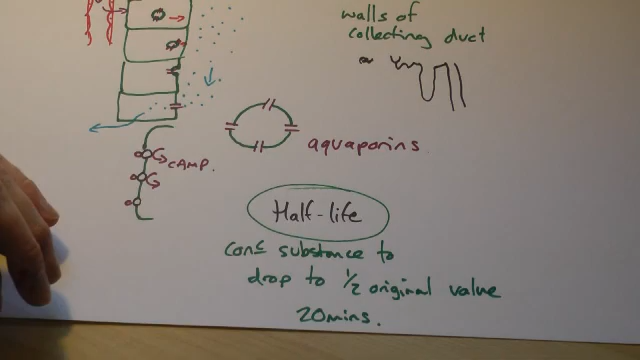 walls of
collecting duct
aquaporins
cAMP.
Half-life
conc substance to
drop to 1/2 original value
20mins.